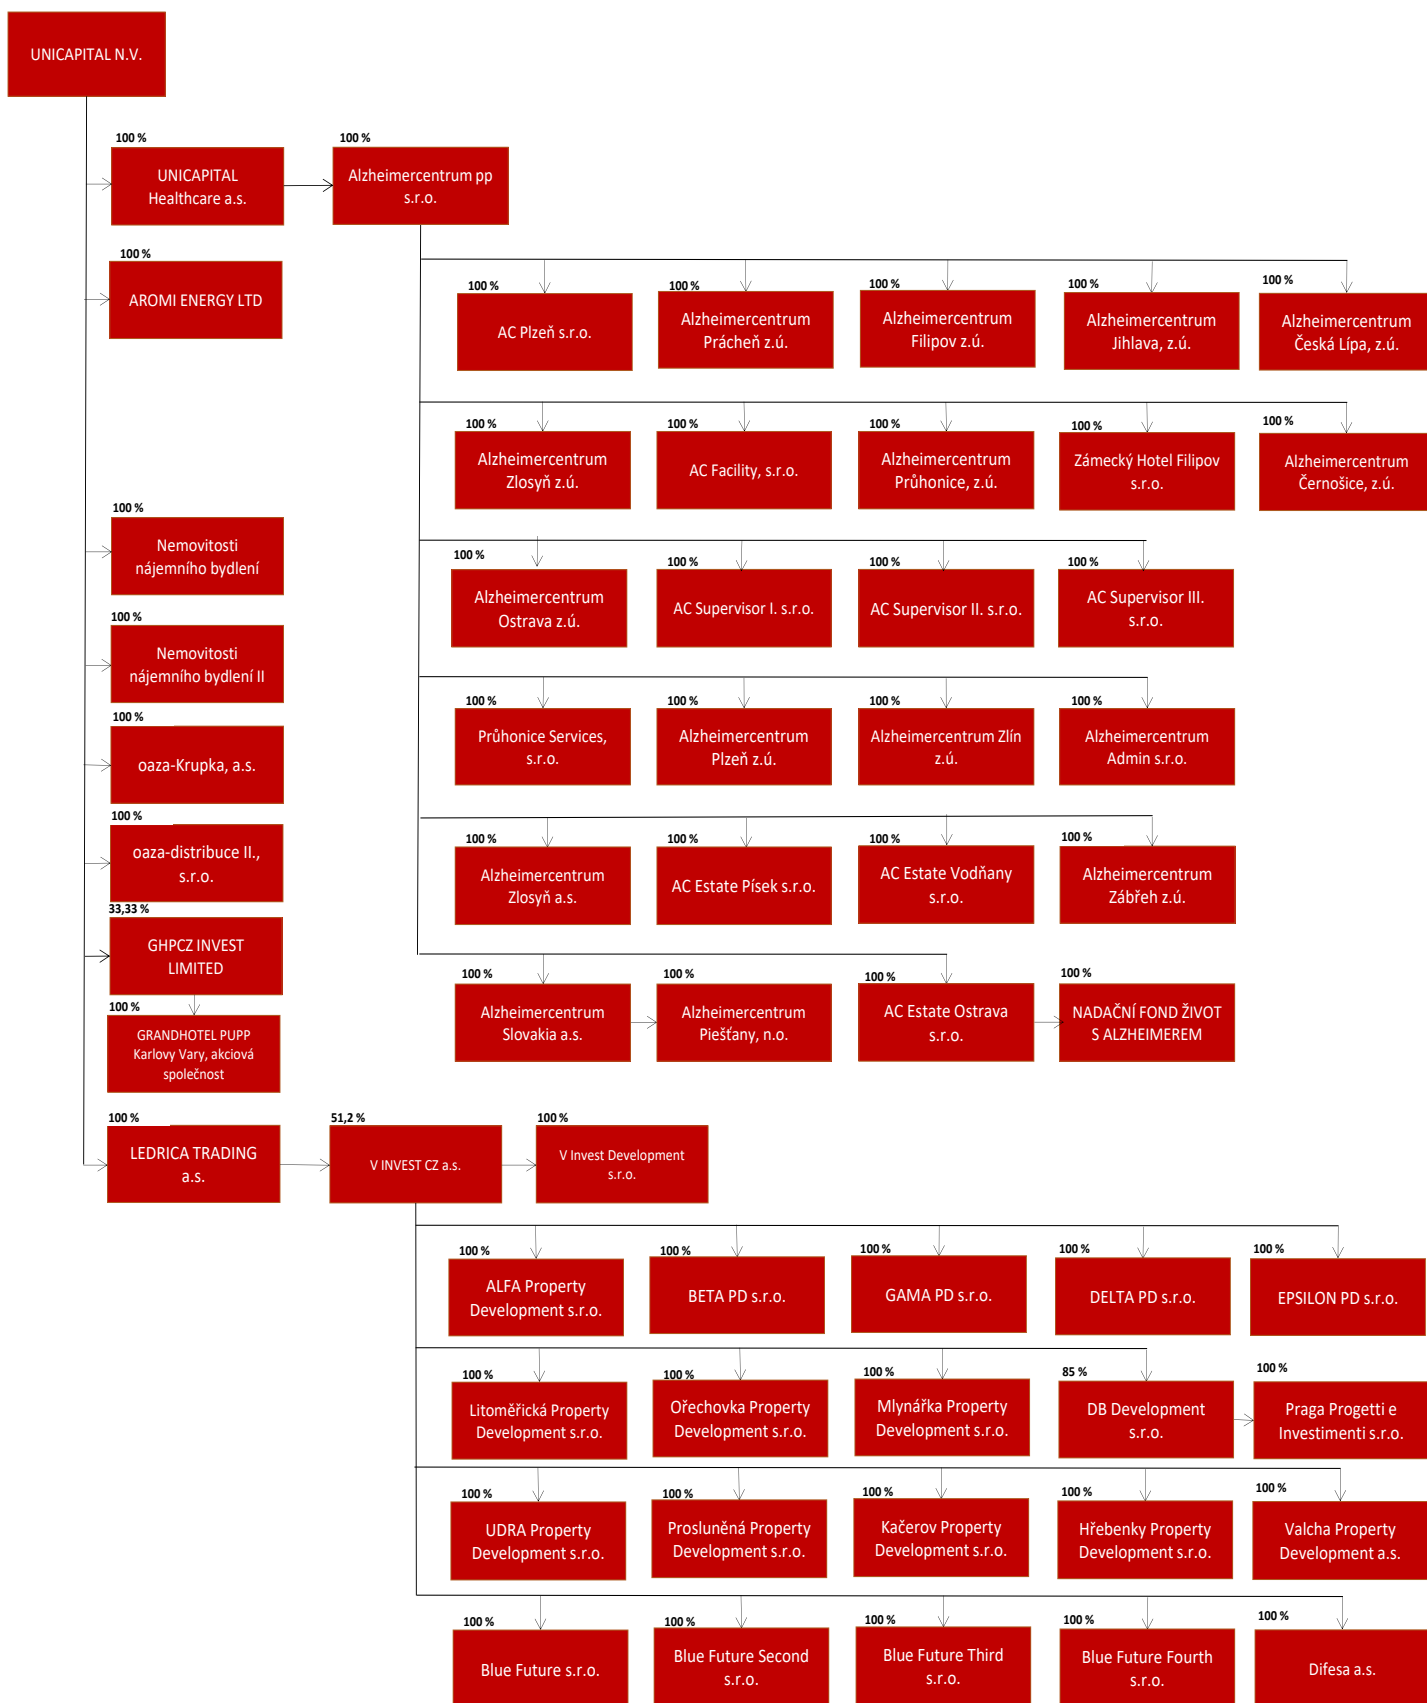 UNICAPITAL N.V.
100 %
UNICAPITAL
Healthcare a.s.
100 %
Alzheimercentrum pp
s.r.o.
100 %
AROMI ENERGY LTD
100 %
AC Plzeň s.r.o.
100 %
Alzheimercentrum
Prácheň z.ú.
100 %
Alzheimercentrum
Filipov z.ú.
100 %
Alzheimercentrum
Jihlava, z.ú.
100 %
Alzheimercentrum
Česká Lípa, z.ú.
100 %
Alzheimercentrum
Zlosyň z.ú.
100 %
AC Facility, s.r.o.
100 %
Alzheimercentrum
Průhonice, z.ú.
100 %
Zámecký Hotel Filipov
s.r.o.
100 %
Alzheimercentrum
Černošice, z.ú.
100 %
Nemovitosti
nájemního bydlení
100 %
Alzheimercentrum
Ostrava z.ú.
100 %
AC Supervisor I. s.r.o.
100 %
AC Supervisor II. s.r.o.
100 %
AC Supervisor III.
s.r.o.
100 %
Nemovitosti
nájemního bydlení II
100 %
Průhonice Services,
s.r.o.
100 %
Alzheimercentrum
Plzeň z.ú.
100 %
Alzheimercentrum Zlín
z.ú.
100 %
Alzheimercentrum
Admin s.r.o.
100 %
oaza-Krupka, a.s.
100 %
oaza-distribuce II.,
s.r.o.
100 %
Alzheimercentrum
Zlosyň a.s.
100 %
AC Estate Písek s.r.o.
100 %
AC Estate Vodňany
s.r.o.
100 %
Alzheimercentrum
Zábřeh z.ú.
33,33 %
GHPCZ INVEST
LIMITED
100 %
GRANDHOTEL PUPP
Karlovy Vary, akciová
společnost
100 %
Alzheimercentrum
Slovakia a.s.
100 %
Alzheimercentrum
Piešťany, n.o.
100 %
AC Estate Ostrava
s.r.o.
100 %
NADAČNÍ FOND ŽIVOT
S ALZHEIMEREM
100 %
LEDRICA TRADING
a.s.
51,2 %
V INVEST CZ a.s.
100 %
V Invest Development
s.r.o.
100 %
ALFA Property
Development s.r.o.
100 %
BETA PD s.r.o.
100 %
GAMA PD s.r.o.
100 %
DELTA PD s.r.o.
100 %
EPSILON PD s.r.o.
100 %
Litoměřická Property
Development s.r.o.
100 %
Ořechovka Property
Development s.r.o.
100 %
Mlynářka Property
Development s.r.o.
85 %
DB Development
s.r.o.
100 %
Praga Progetti e
Investimenti s.r.o.
100 %
UDRA Property
Development s.r.o.
100 %
Prosluněná Property
Development s.r.o.
100 %
Kačerov Property
Development s.r.o.
100 %
Hřebenky Property
Development s.r.o.
100 %
Valcha Property
Development a.s.
100 %
Blue Future s.r.o.
100 %
Blue Future Second
s.r.o.
100 %
Blue Future Third
s.r.o.
100 %
Blue Future Fourth
s.r.o.
100 %
Difesa a.s.